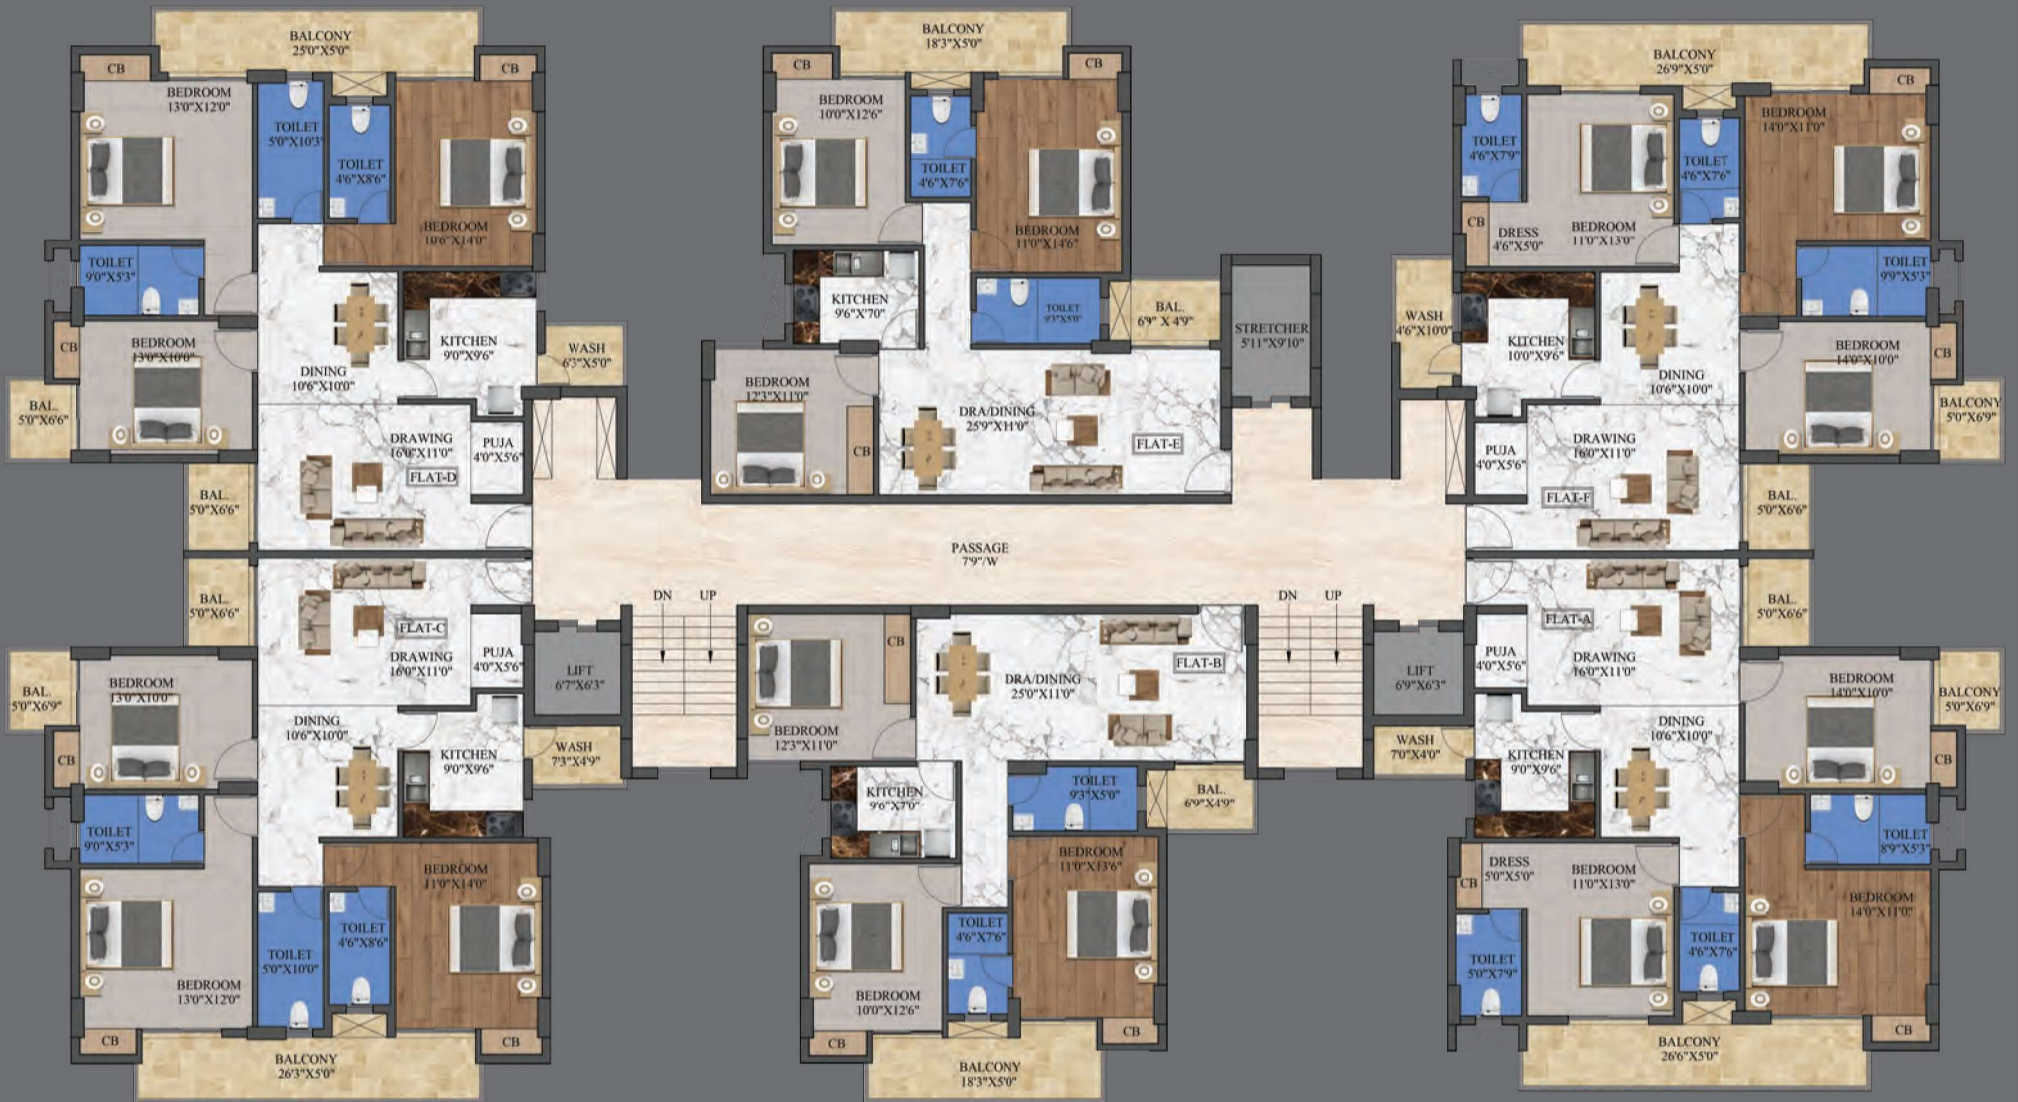 BALCONY
25'0"X5'0"
CB
CB
BEDROOM
13'0"X12'0"
TOILET
5'0"X10'3"
TOILET
4'6"X8'6"
BEDROOM
10'6"X14'0"
TOILET
9'0"X5'3"
CB
BEDROOM
13'0"X10'0"
BAL.
5'0"X6'6"
DINING
10'6"X10'0"
KITCHEN
9'0"X9'6"
WASH
6'3"X5'0"
DRAWING
16'0"X11'0"
FLAT-D
PUJA
4'0"X5'6"
BAL.
5'0"X6'6"
BALCONY
18'3"X5'0"
CB
CB
BEDROOM
10'0"X12'6"
TOILET
4'6"X7'6"
BEDROOM
11'0"X14'6"
KITCHEN
9'6"X'70"
TOILET
9'3"X5'0"
BAL.
6'9" X 4'9"
STRETCHER
5'11"X9'10"
BEDROOM
12'3"X11'0"
CB
DRA/DINING
25'9"X11'0"
FLAT-E
BALCONY
26'9"X5'0"
CB
TOILET
4'6"X7'9"
BEDROOM
14'0"X11'0"
TOILET
4'6"X7'6"
CB
DRESS
4'6"X5'0"
BEDROOM
11'0"X13'0"
TOILET
9'9"X5'3"
WASH
4'6"X10'0"
KITCHEN
10'0"X9'6"
DINING
10'6"X10'0"
BEDROOM
14'0"X10'0"
CB
BALCONY
5'0"X6'9"
DRAWING
16'0"X11'0"
PUJA
4'0"X5'6"
FLAT-F
BAL.
5'0"X6'6"
PASSAGE
7'9"/W
BAL.
5'0"X6'6"
FLAT-C
DRAWING
16'0"X11'0"
PUJA
4'0"X5'6"
LIFT
6'7"X6'3"
DN
UP
BEDROOM
13'0"X10'0"
BAL.
5'0"X6'9"
CB
DINING
10'6"X10'0"
KITCHEN
9'0"X9'6"
WASH
7'3"X4'9"
TOILET
9'0"X5'3"
BEDROOM
11'0"X14'0"
TOILET
5'0"X10'0"
TOILET
4'6"X8'6"
BEDROOM
13'0"X12'0"
CB
CB
BALCONY
26'3"X5'0"
CB
BEDROOM
12'3"X11'0"
DRA/DINING
25'0"X11'0"
FLAT-B
KITCHEN
9'6"X7'0"
TOILET
9'3"X5'0"
BAL.
6'9"X4'9"
BEDROOM
11'0"X13'6"
TOILET
4'6"X7'6"
BEDROOM
10'0"X12'6"
CB
CB
BALCONY
18'3"X5'0"
DN
UP
LIFT
6'9"X6'3"
WASH
7'0"X4'0"
FLAT-A
BAL.
5'0"X6'6"
PUJA
4'0"X5'6"
DRAWING
16'0"X11'0"
BEDROOM
14'0"X10'0"
BALCONY
5'0"X6'9"
DINING
10'6"X10'0"
KITCHEN
9'0"X9'6"
CB
TOILET
8'9"X5'3"
DRESS
5'0"X5'0"
CB
BEDROOM
11'0"X13'0"
BEDROOM
14'0"X11'0"
TOILET
5'0"X7'9"
TOILET
4'6"X7'6"
CB
BALCONY
26'6"X5'0"